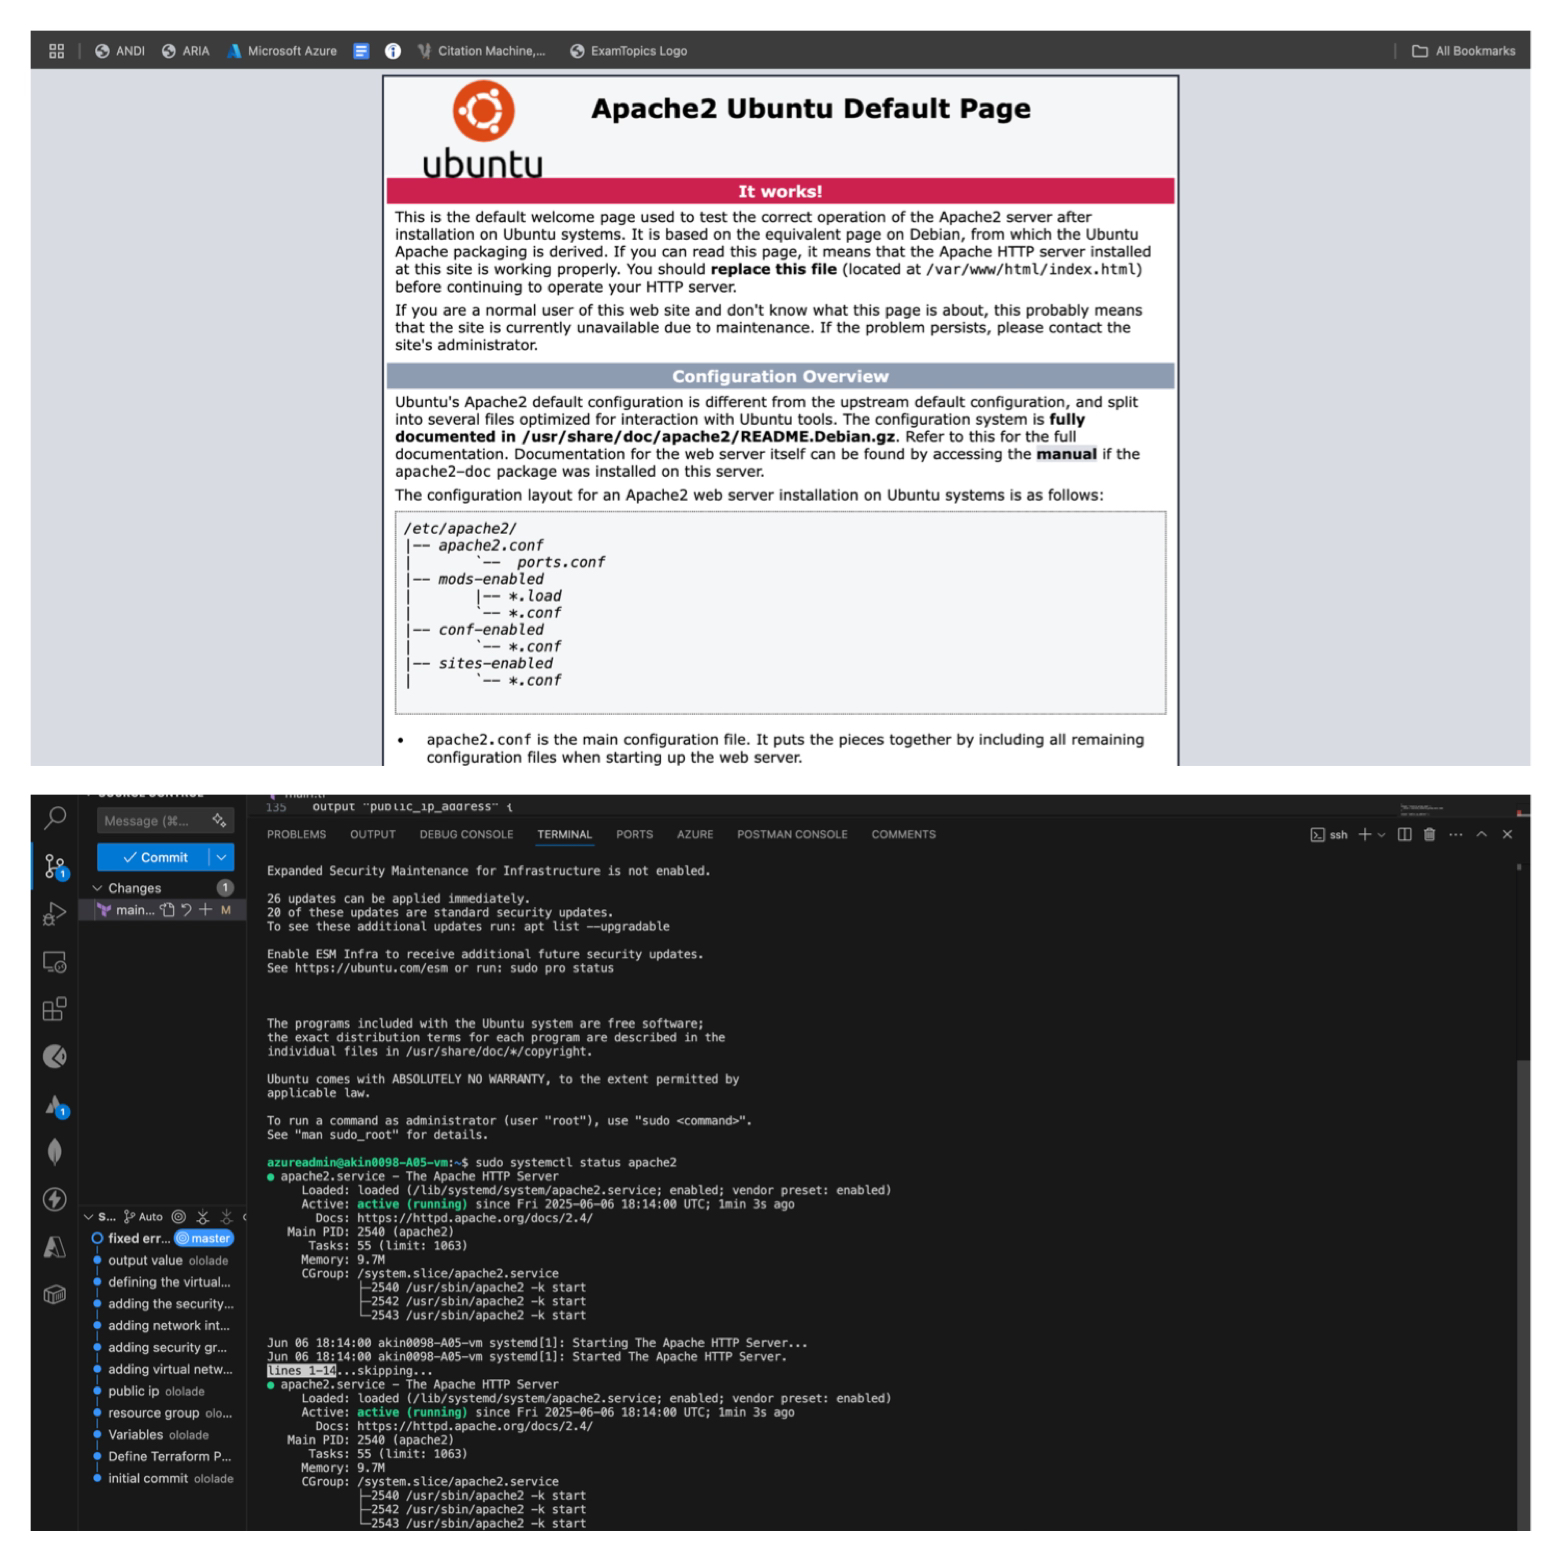 ANDI
ARIA
Microsoft Azure
Citation Machine,...
ExamTopics Logo
All Bookmarks
ubuntu
Apache2 Ubuntu Default Page
It works!
This is the default welcome page used to test the correct operation of the Apache2 server after
installation on Ubuntu systems. It is based on the equivalent page on Debian, from which the Ubuntu
Apache packaging is derived. If you can read this page, it means that the Apache HTTP server installed
at this site is working properly. You should replace this file (located at /var/www/html/index.html)
before continuing to operate your HTTP server.
If you are a normal user of this web site and don't know what this page is about, this probably means
that the site is currently unavailable due to maintenance. If the problem persists, please contact the
site's administrator.
Configuration Overview
Ubuntu's Apache2 default configuration is different from the upstream default configuration, and split
into several files optimized for interaction with Ubuntu tools. The configuration system is fully
documented in /usr/share/doc/apache2/README.Debian.gz. Refer to this for the full
documentation. Documentation for the web server itself can be found by accessing the manual if the
apache2-doc package was installed on this server.
The configuration layout for an Apache2 web server installation on Ubuntu systems is as follows:
/etc/apache2/
|-- apache2.conf
|       `--  ports.conf
|-- mods-enabled
|       |-- *.load
|       `-- *.conf
|-- conf-enabled
|       `-- *.conf
|-- sites-enabled
|       `-- *.conf
• apache2.conf is the main configuration file. It puts the pieces together by including all remaining
configuration files when starting up the web server.
SOURCE CONTROL
Message (⌘...
Commit
Changes 1
main... M
S... Auto
fixed err... master
output value ololade
defining the virtual...
adding the security...
adding network int...
adding security gr...
adding virtual netw...
public ip ololade
resource group olo...
Variables ololade
Define Terraform P...
initial commit ololade
main.tf
135 output "public_ip_address" {
PROBLEMS OUTPUT DEBUG CONSOLE TERMINAL PORTS AZURE POSTMAN CONSOLE COMMENTS
ssh
Expanded Security Maintenance for Infrastructure is not enabled.
26 updates can be applied immediately.
20 of these updates are standard security updates.
To see these additional updates run: apt list --upgradable
Enable ESM Infra to receive additional future security updates.
See https://ubuntu.com/esm or run: sudo pro status
The programs included with the Ubuntu system are free software;
the exact distribution terms for each program are described in the
individual files in /usr/share/doc/*/copyright.
Ubuntu comes with ABSOLUTELY NO WARRANTY, to the extent permitted by
applicable law.
To run a command as administrator (user "root"), use "sudo <command>".
See "man sudo_root" for details.
azureadmin@akin0098-A05-vm:~$ sudo systemctl status apache2
● apache2.service - The Apache HTTP Server
Loaded: loaded (/lib/systemd/system/apache2.service; enabled; vendor preset: enabled)
Active: active (running) since Fri 2025-06-06 18:14:00 UTC; 1min 3s ago
Docs: https://httpd.apache.org/docs/2.4/
Main PID: 2540 (apache2)
Tasks: 55 (limit: 1063)
Memory: 9.7M
CGroup: /system.slice/apache2.service
├─2540 /usr/sbin/apache2 -k start
├─2542 /usr/sbin/apache2 -k start
└─2543 /usr/sbin/apache2 -k start
Jun 06 18:14:00 akin0098-A05-vm systemd[1]: Starting The Apache HTTP Server...
Jun 06 18:14:00 akin0098-A05-vm systemd[1]: Started The Apache HTTP Server.
lines 1-14...skipping...
● apache2.service - The Apache HTTP Server
Loaded: loaded (/lib/systemd/system/apache2.service; enabled; vendor preset: enabled)
Active: active (running) since Fri 2025-06-06 18:14:00 UTC; 1min 3s ago
Docs: https://httpd.apache.org/docs/2.4/
Main PID: 2540 (apache2)
Tasks: 55 (limit: 1063)
Memory: 9.7M
CGroup: /system.slice/apache2.service
├─2540 /usr/sbin/apache2 -k start
├─2542 /usr/sbin/apache2 -k start
└─2543 /usr/sbin/apache2 -k start